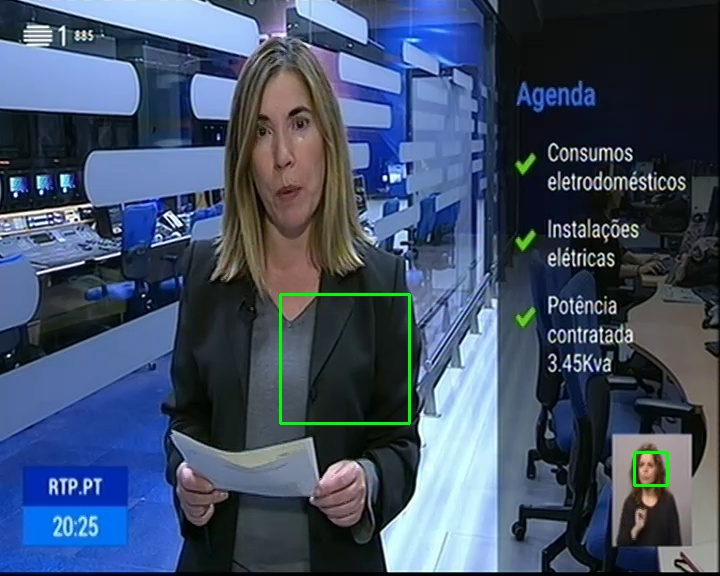 1
885
Agenda
Consumos
eletrodomésticos
Instalações
elétricas
Potência
contratada
3.45Kva
RTP.PT
20:25